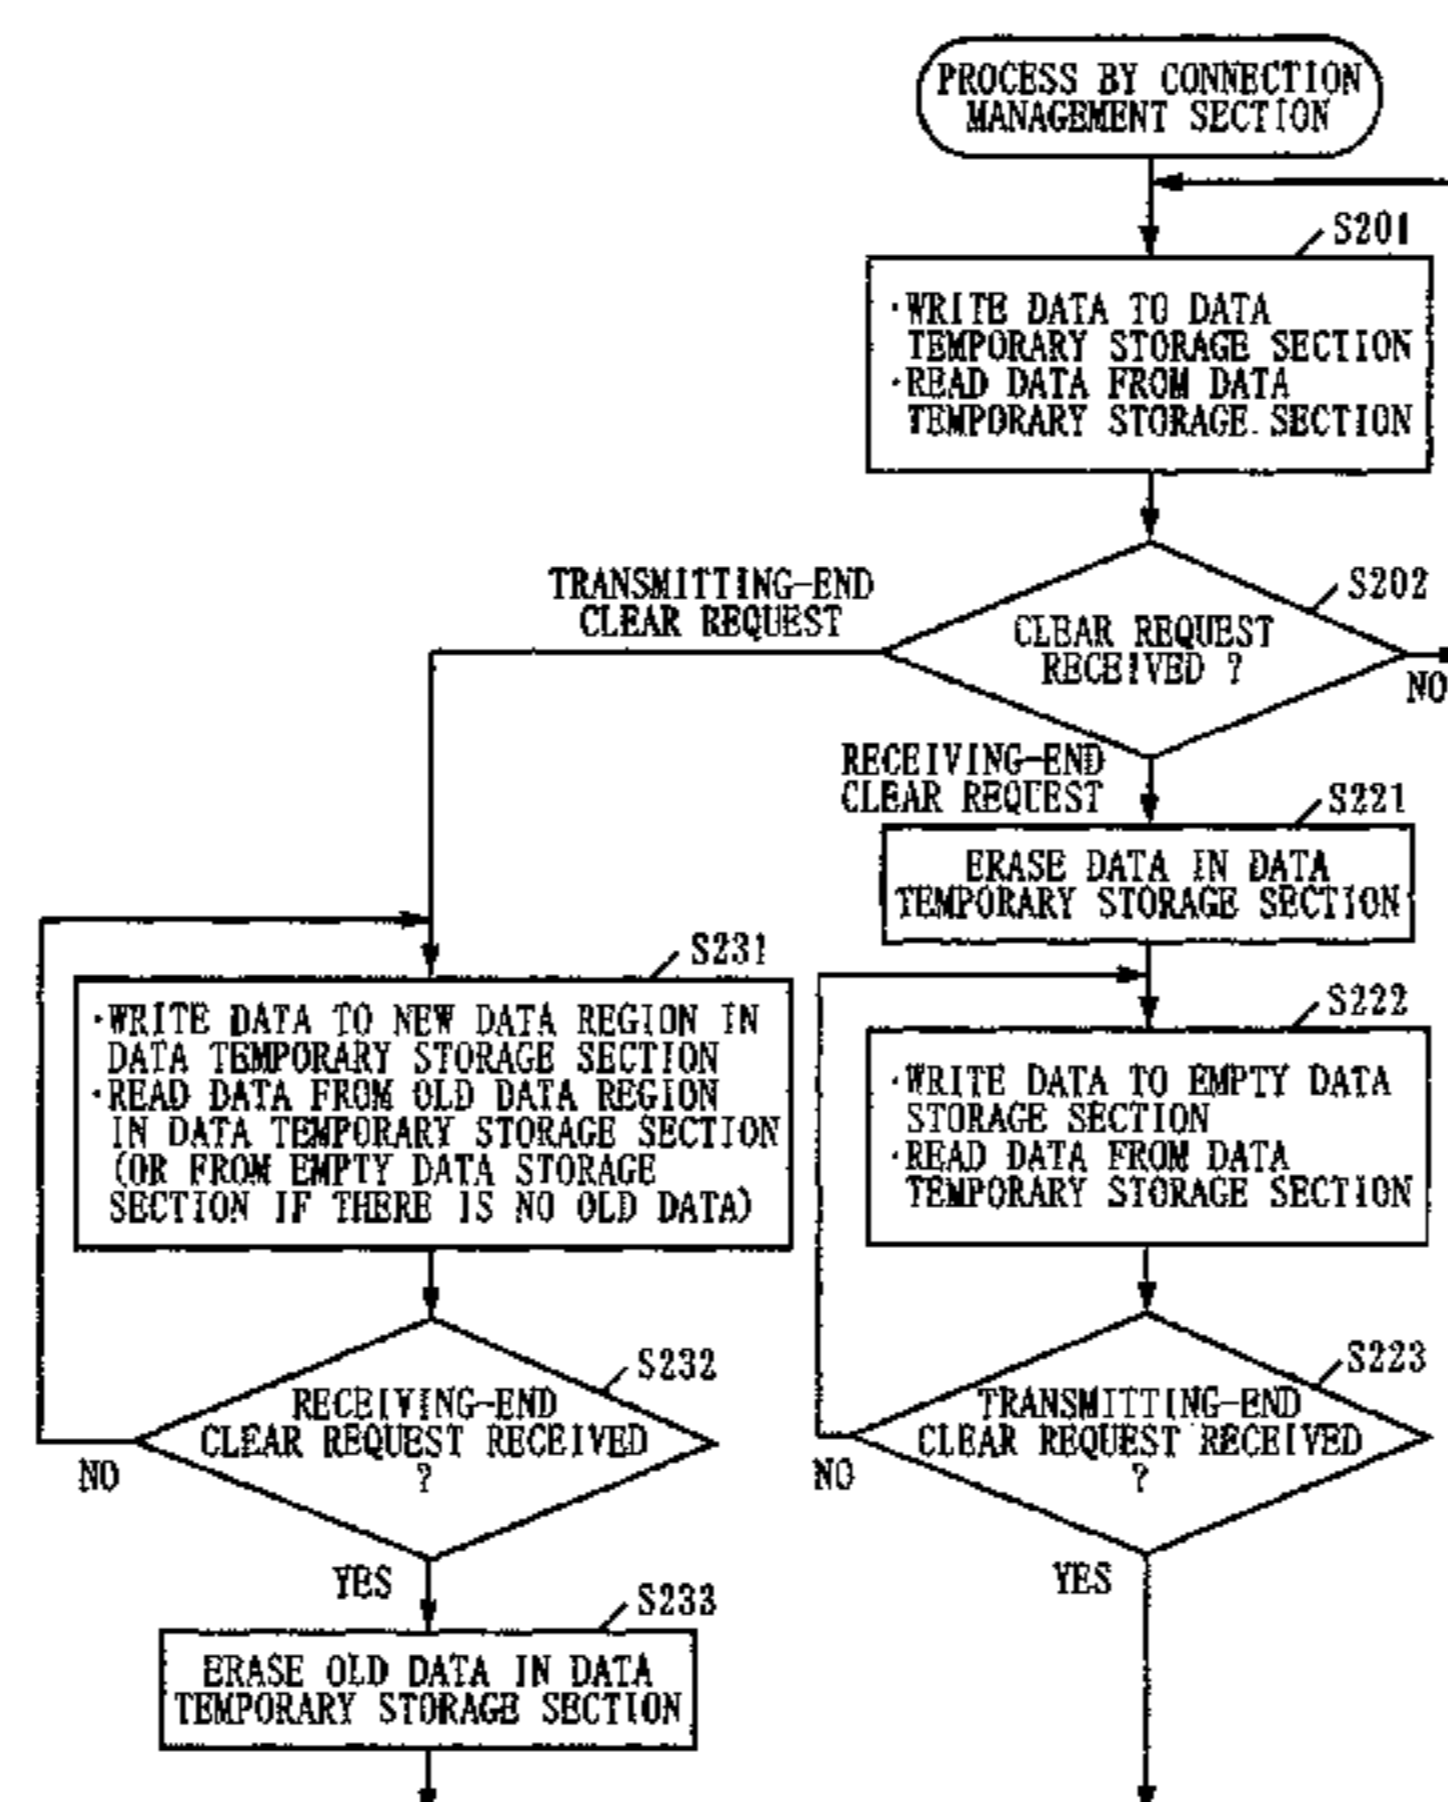 PROCESS BY CONNECTION
MANAGEMENT SECTION
S201
·WRITE DATA TO DATA
TEMPORARY STORAGE SECTION
·READ DATA FROM DATA
TEMPORARY STORAGE SECTION
TRANSMITTING-END
CLEAR REQUEST
S202
CLEAR REQUEST
RECEIVED ?
NO
RECEIVING-END
CLEAR REQUEST
S221
ERASE DATA IN DATA
TEMPORARY STORAGE SECTION
S231
·WRITE DATA TO NEW DATA REGION IN
DATA TEMPORARY STORAGE SECTION
·READ DATA FROM OLD DATA REGION
IN DATA TEMPORARY STORAGE SECTION
(OR FROM EMPTY DATA STORAGE
SECTION IF THERE IS NO OLD DATA)
S222
·WRITE DATA TO EMPTY DATA
STORAGE SECTION
·READ DATA FROM DATA
TEMPORARY STORAGE SECTION
S232
RECEIVING-END
CLEAR REQUEST RECEIVED
?
NO
YES
S223
TRANSMITTING-END
CLEAR REQUEST RECEIVED
?
NO
YES
S233
ERASE OLD DATA IN DATA
TEMPORARY STORAGE SECTION